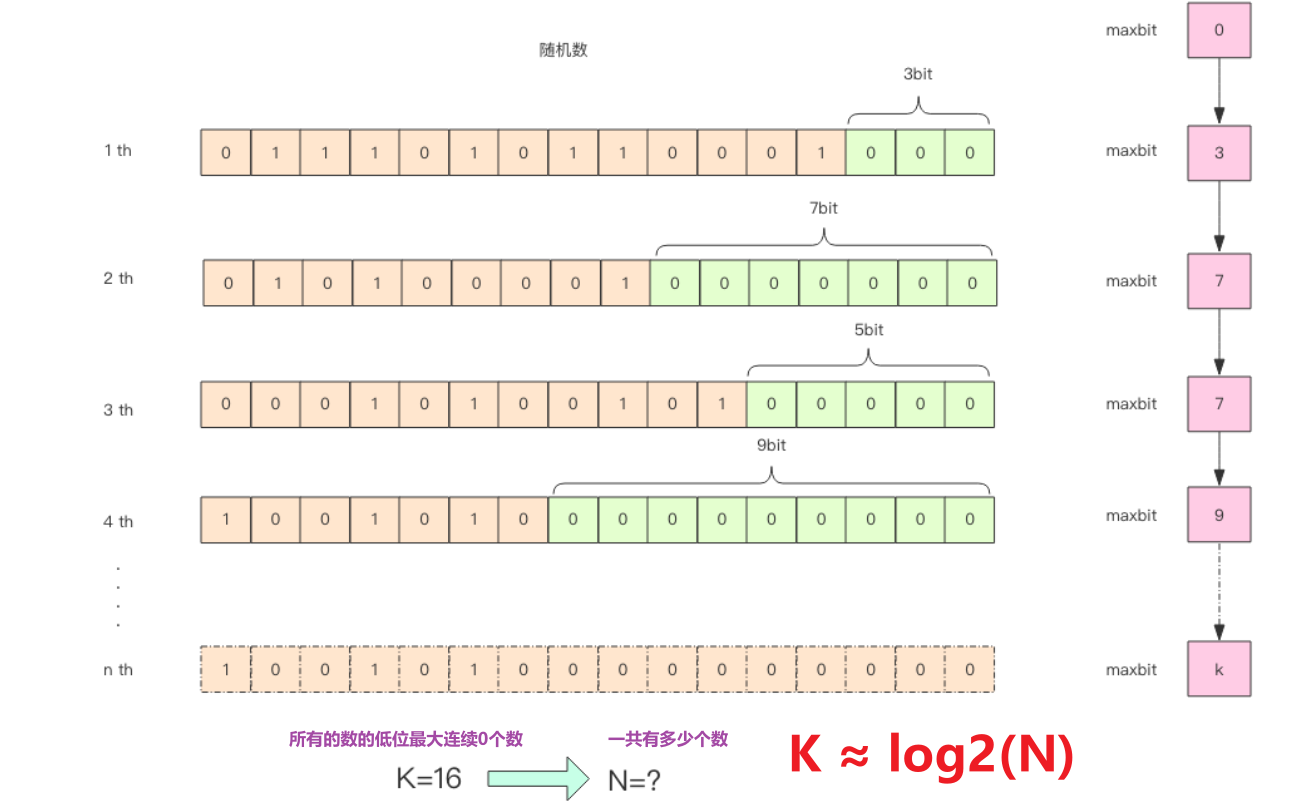 随机数
maxbit 0
3bit
1 th 0 1 1 1 0 1 0 1 1 0 0 0 1 0 0 0 maxbit 3
7bit
2 th 0 1 0 1 0 0 0 0 1 0 0 0 0 0 0 0 maxbit 7
5bit
3 th 0 0 0 1 0 1 0 0 1 0 1 0 0 0 0 0 maxbit 7
9bit
4 th 1 0 0 1 0 1 0 0 0 0 0 0 0 0 0 0 maxbit 9
.
.
.
.
n th 1 0 0 1 0 1 0 0 0 0 0 0 0 0 0 0 maxbit k
所有的数的低位最大连续0个数 一共有多少个数
K=16 N=?
K ≈ log2(N)